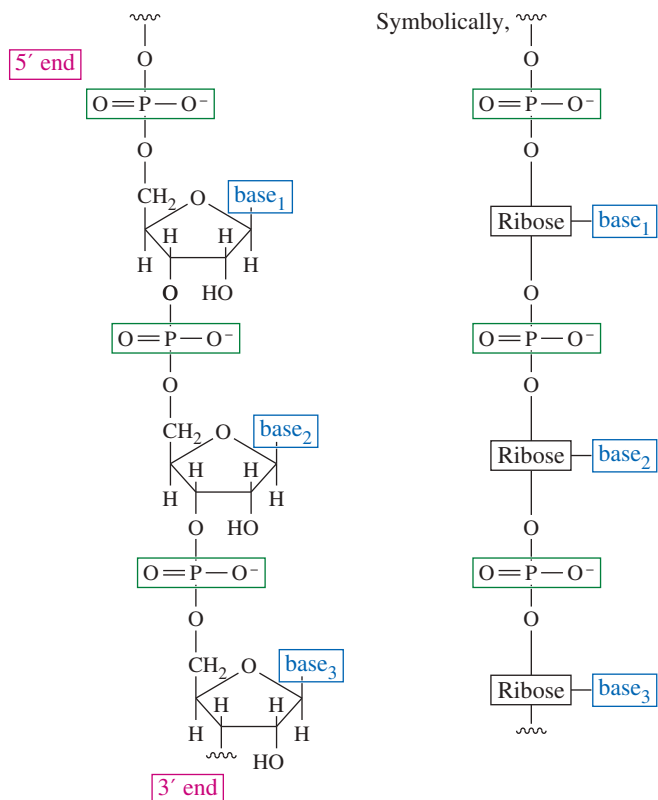 Symbolically,
5′ end
O
O=P—O⁻
O
CH₂ O base₁
H H
H H
O HO
O=P—O⁻
O
CH₂ O base₂
H H
H H
HO
O
O=P—O⁻
O
CH₂ O base₃
H H
H H
HO
3′ end
O
O=P—O⁻
O
Ribose—base₁
O
O=P—O⁻
O
Ribose—base₂
O
O=P—O⁻
O
Ribose—base₃